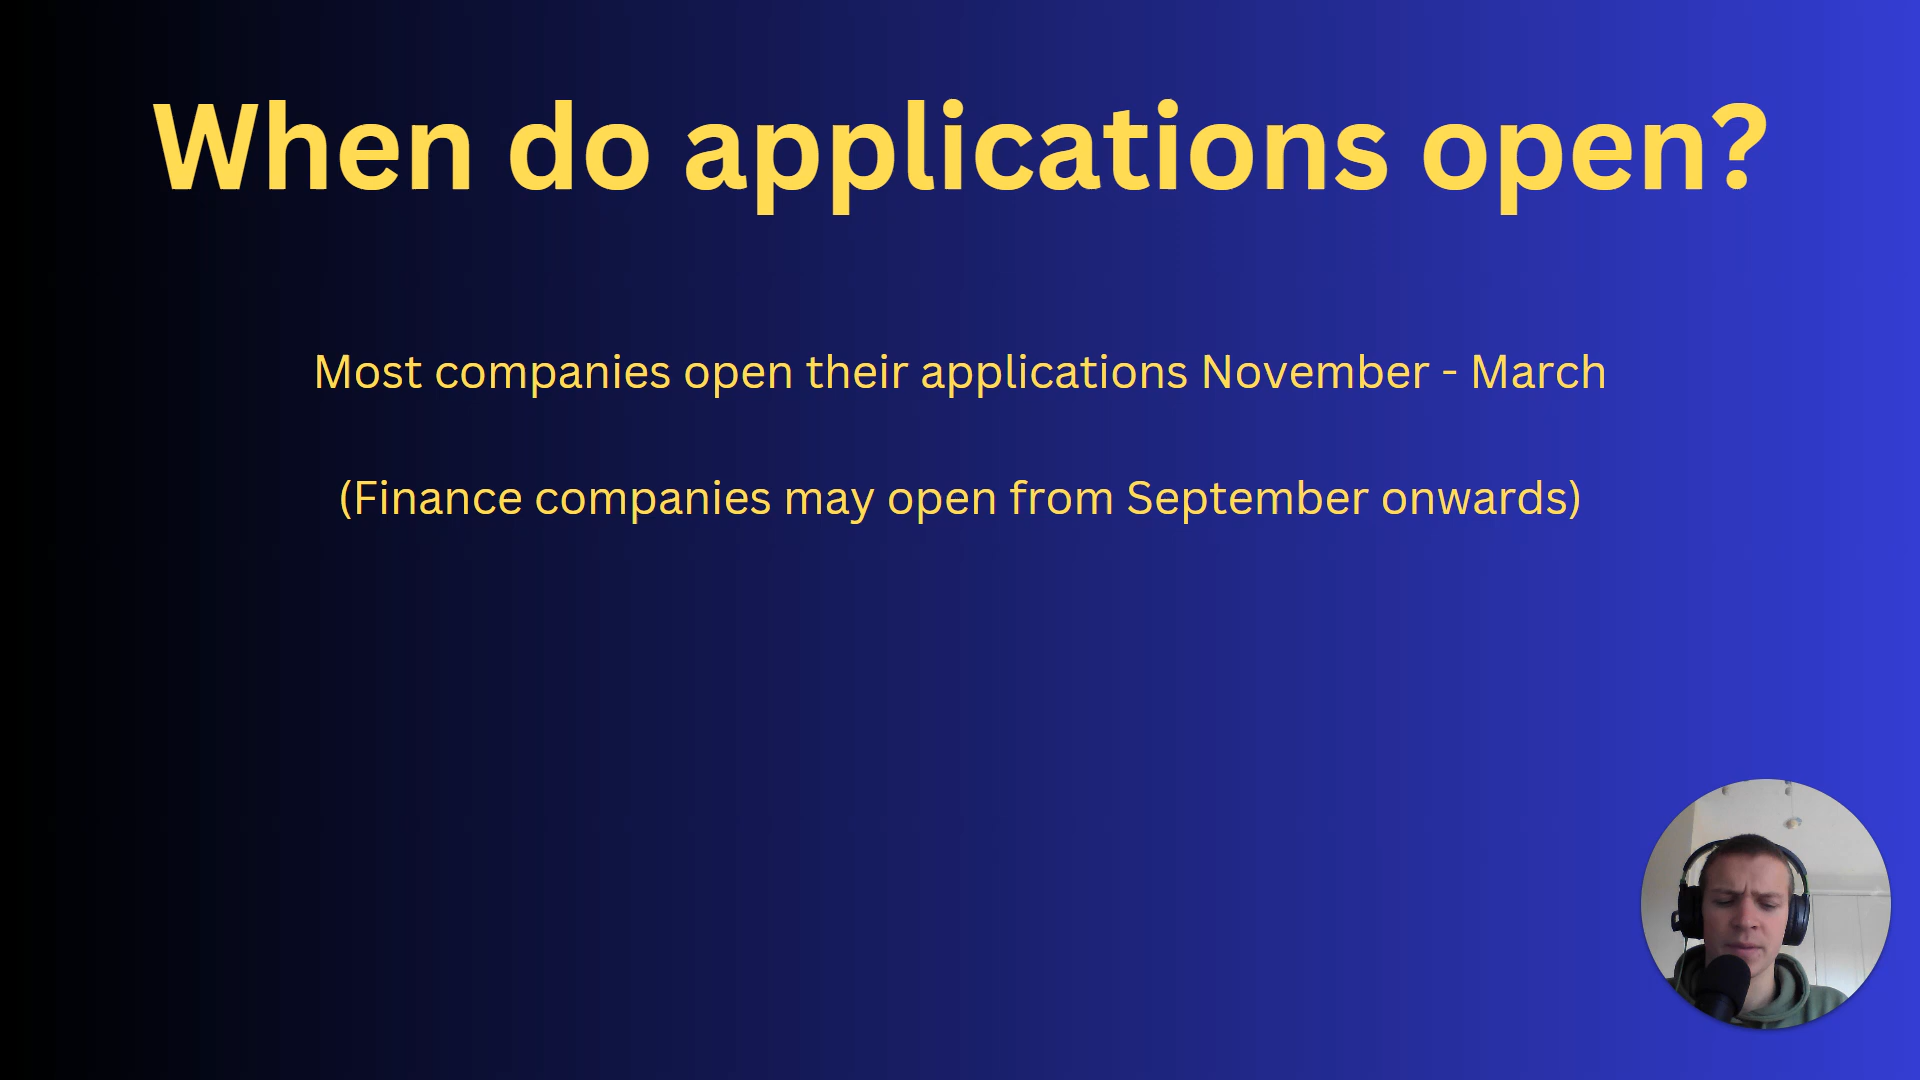 When do applications open?
Most companies open their applications November - March
(Finance companies may open from September onwards)